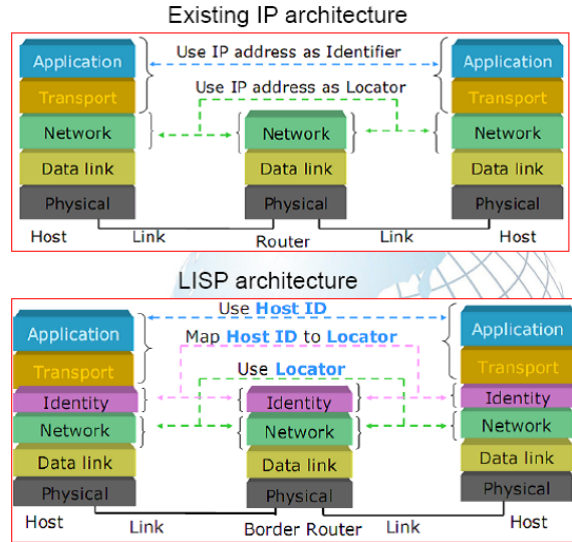 Existing IP architecture
Application Use IP address as Identifier Application
Transport Use IP address as Locator Transport
Network Network Network
Data link Data link Data link
Physical Physical Physical
Host Link Router Link Host
LISP architecture
Use Host ID
Application Map Host ID to Locator Application
Transport Use Locator Transport
Identity Identity Identity
Network Network Network
Data link Data link Data link
Physical Physical Physical
Host Link Border Router Link Host